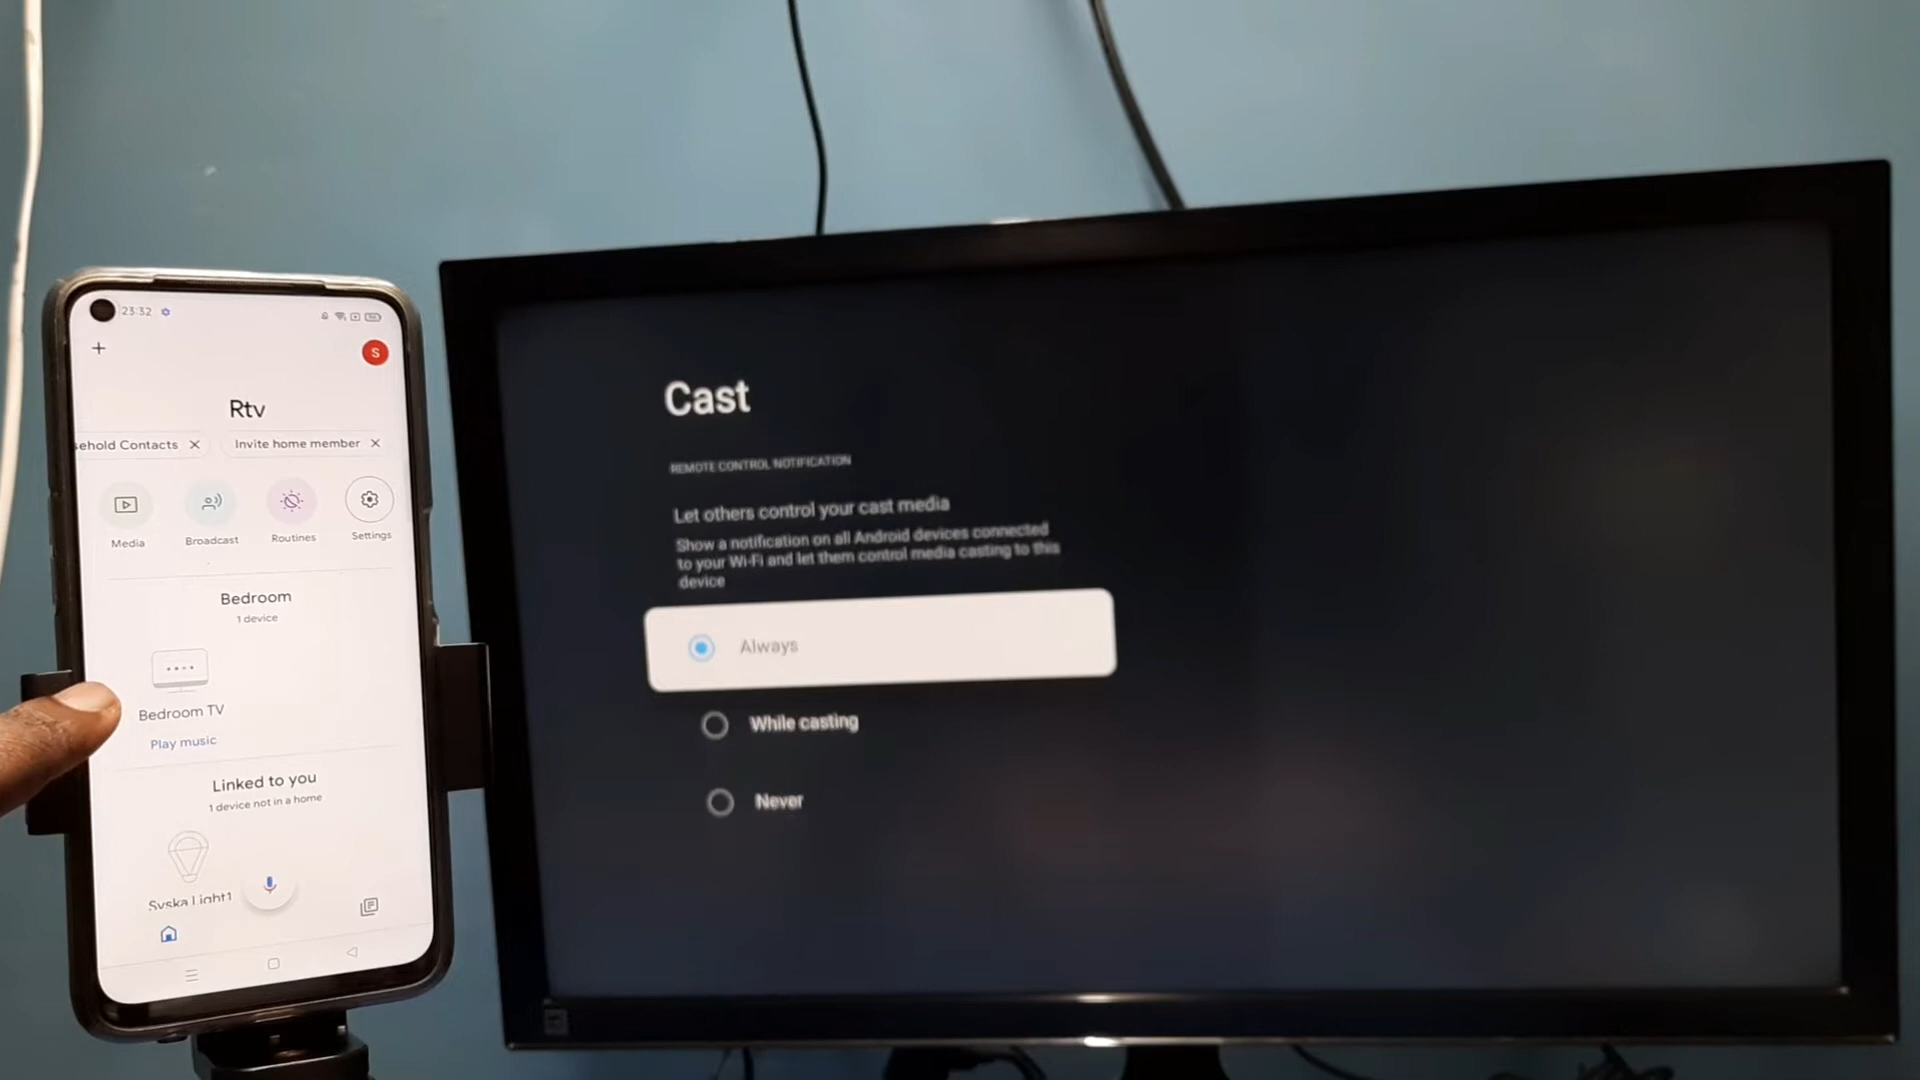 23:32
S
Rtv
sehold Contacts
Invite home member
Media
Broadcast
Routines
Settings
Bedroom
1 device
Bedroom TV
Play music
Linked to you
1 device not in a home
Syska Light1
Cast
REMOTE CONTROL NOTIFICATION
Let others control your cast media
Show a notification on all Android devices connected
to your Wi-Fi and let them control media casting to this
device
Always
While casting
Never